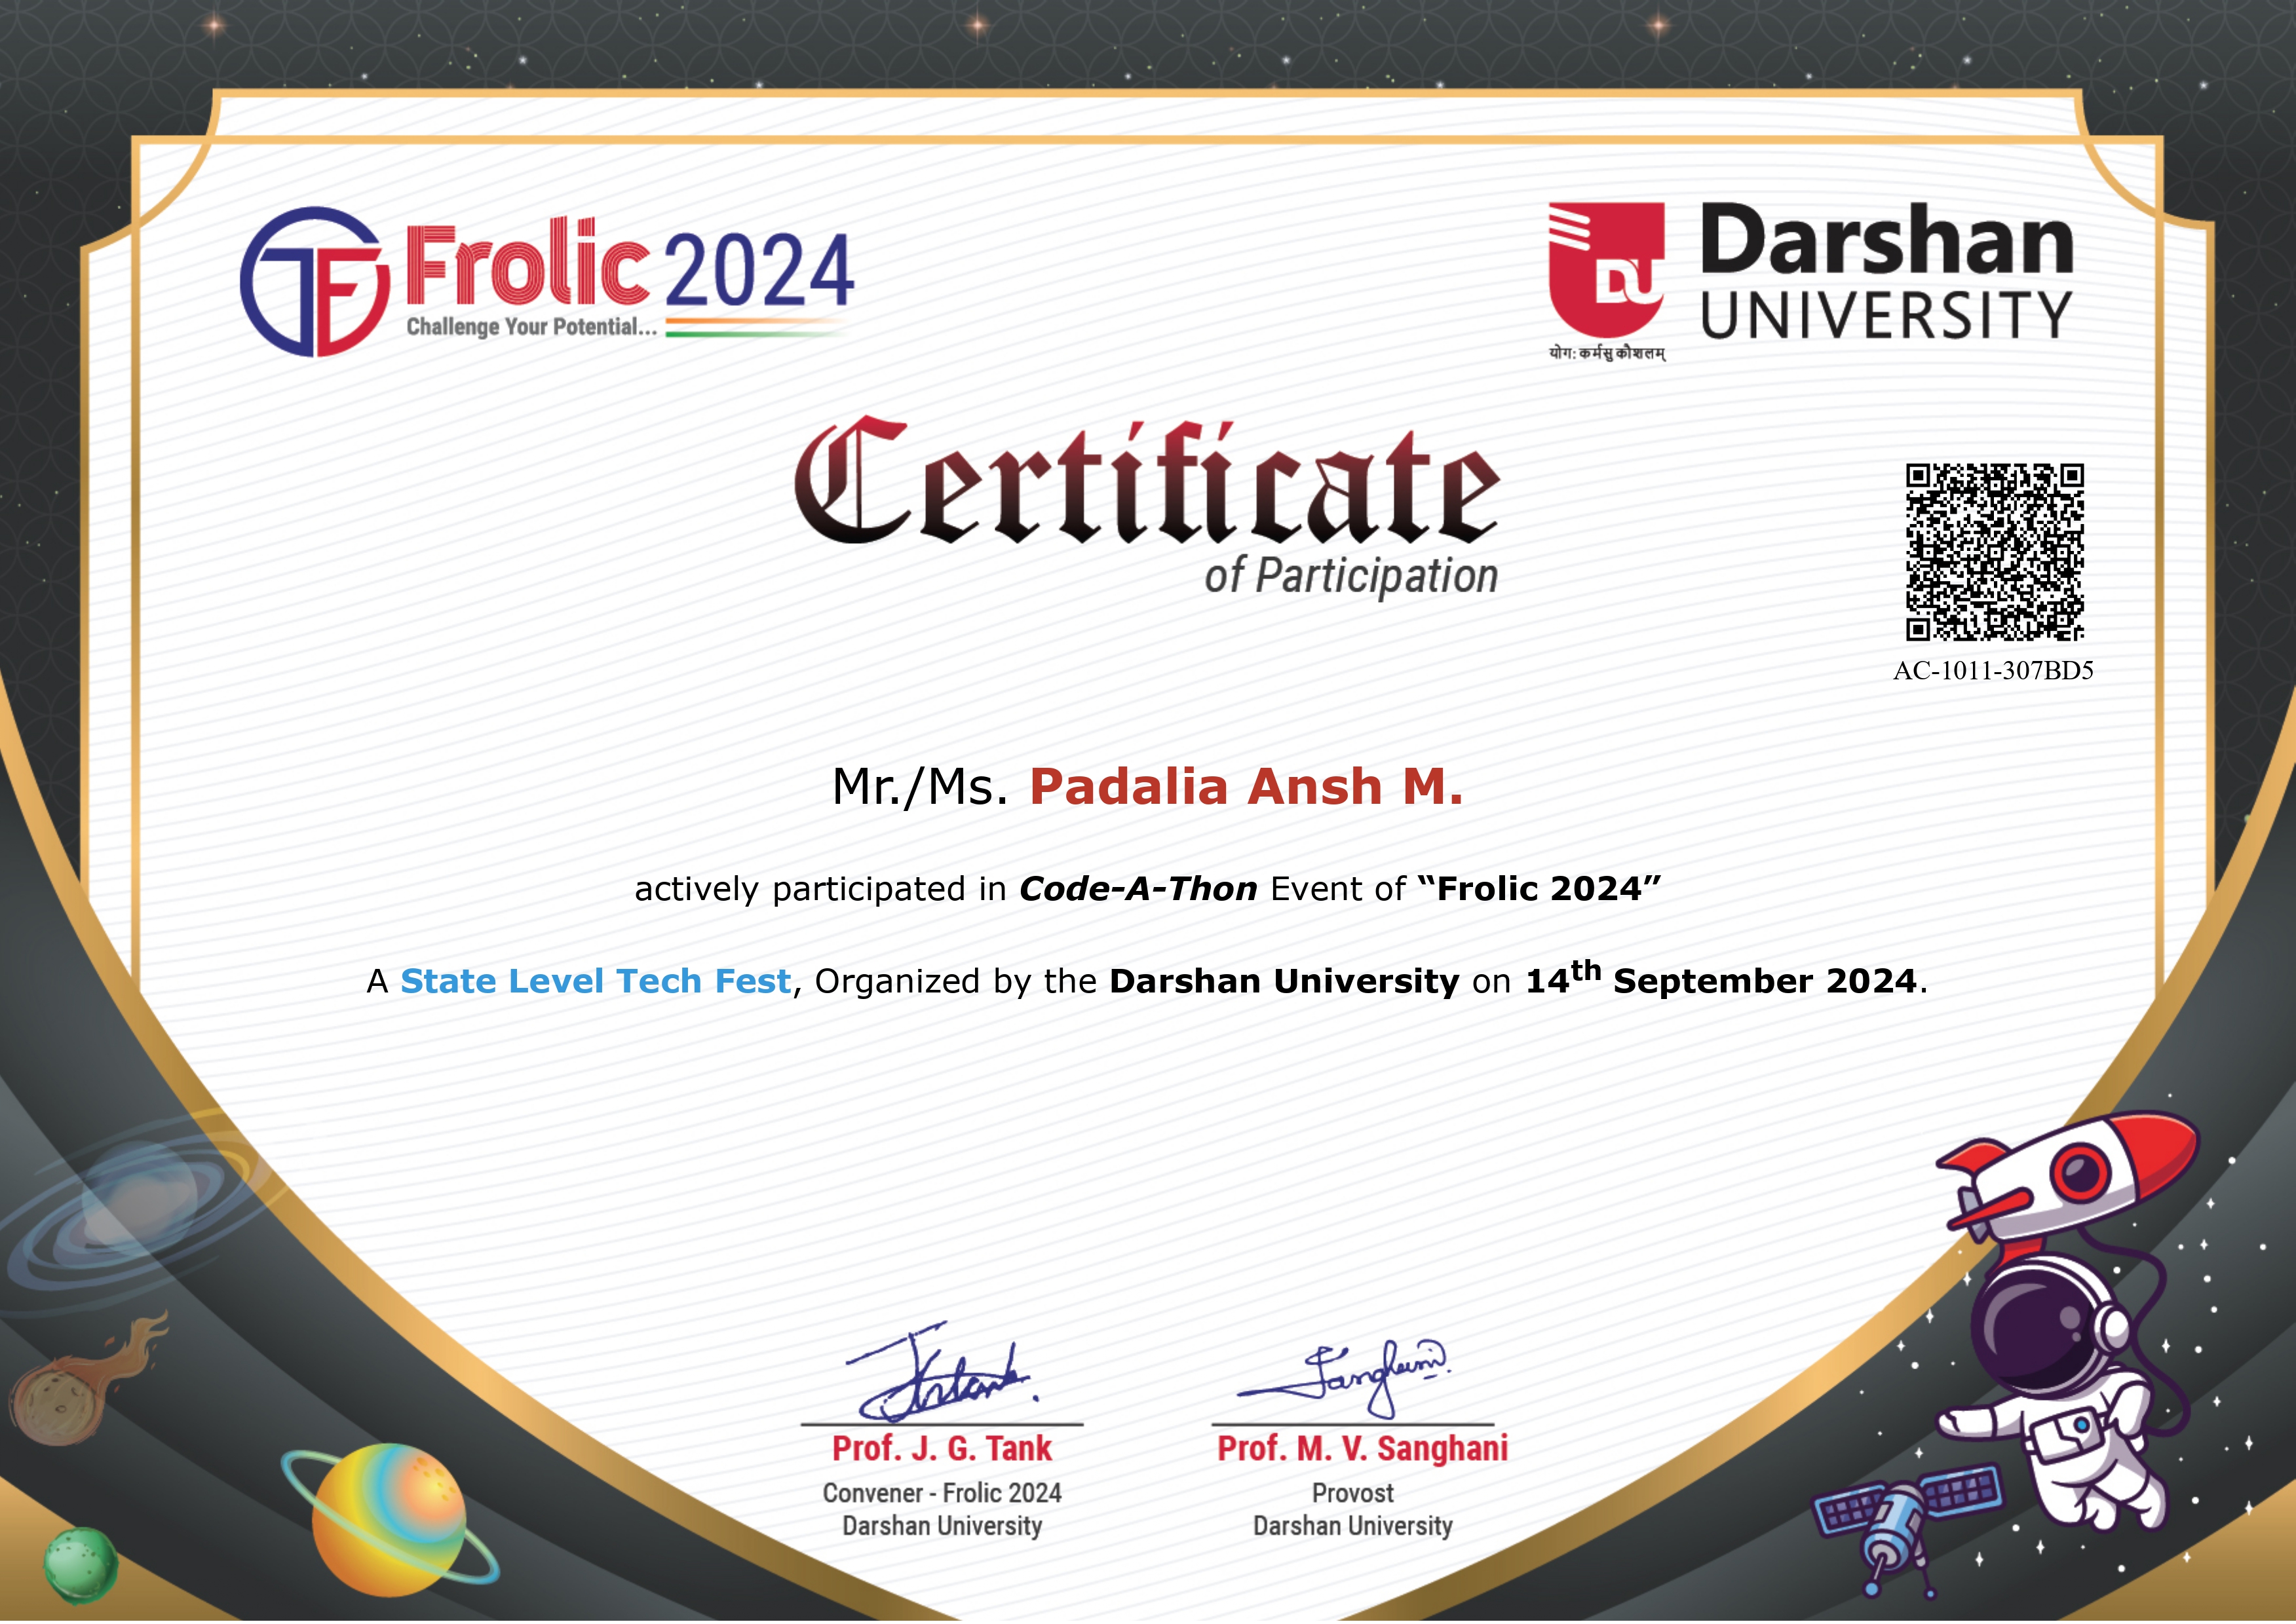 TF Frolic 2024
Challenge Your Potential...
DU
योग: कर्मसु कौशलम्
Darshan
UNIVERSITY
Certificate
of Participation
AC-1011-307BD5
Mr./Ms. Padalia Ansh M.
actively participated in Code-A-Thon Event of “Frolic 2024”
A State Level Tech Fest, Organized by the Darshan University on 14th September 2024.
Prof. J. G. Tank
Convener - Frolic 2024
Darshan University
Prof. M. V. Sanghani
Provost
Darshan University